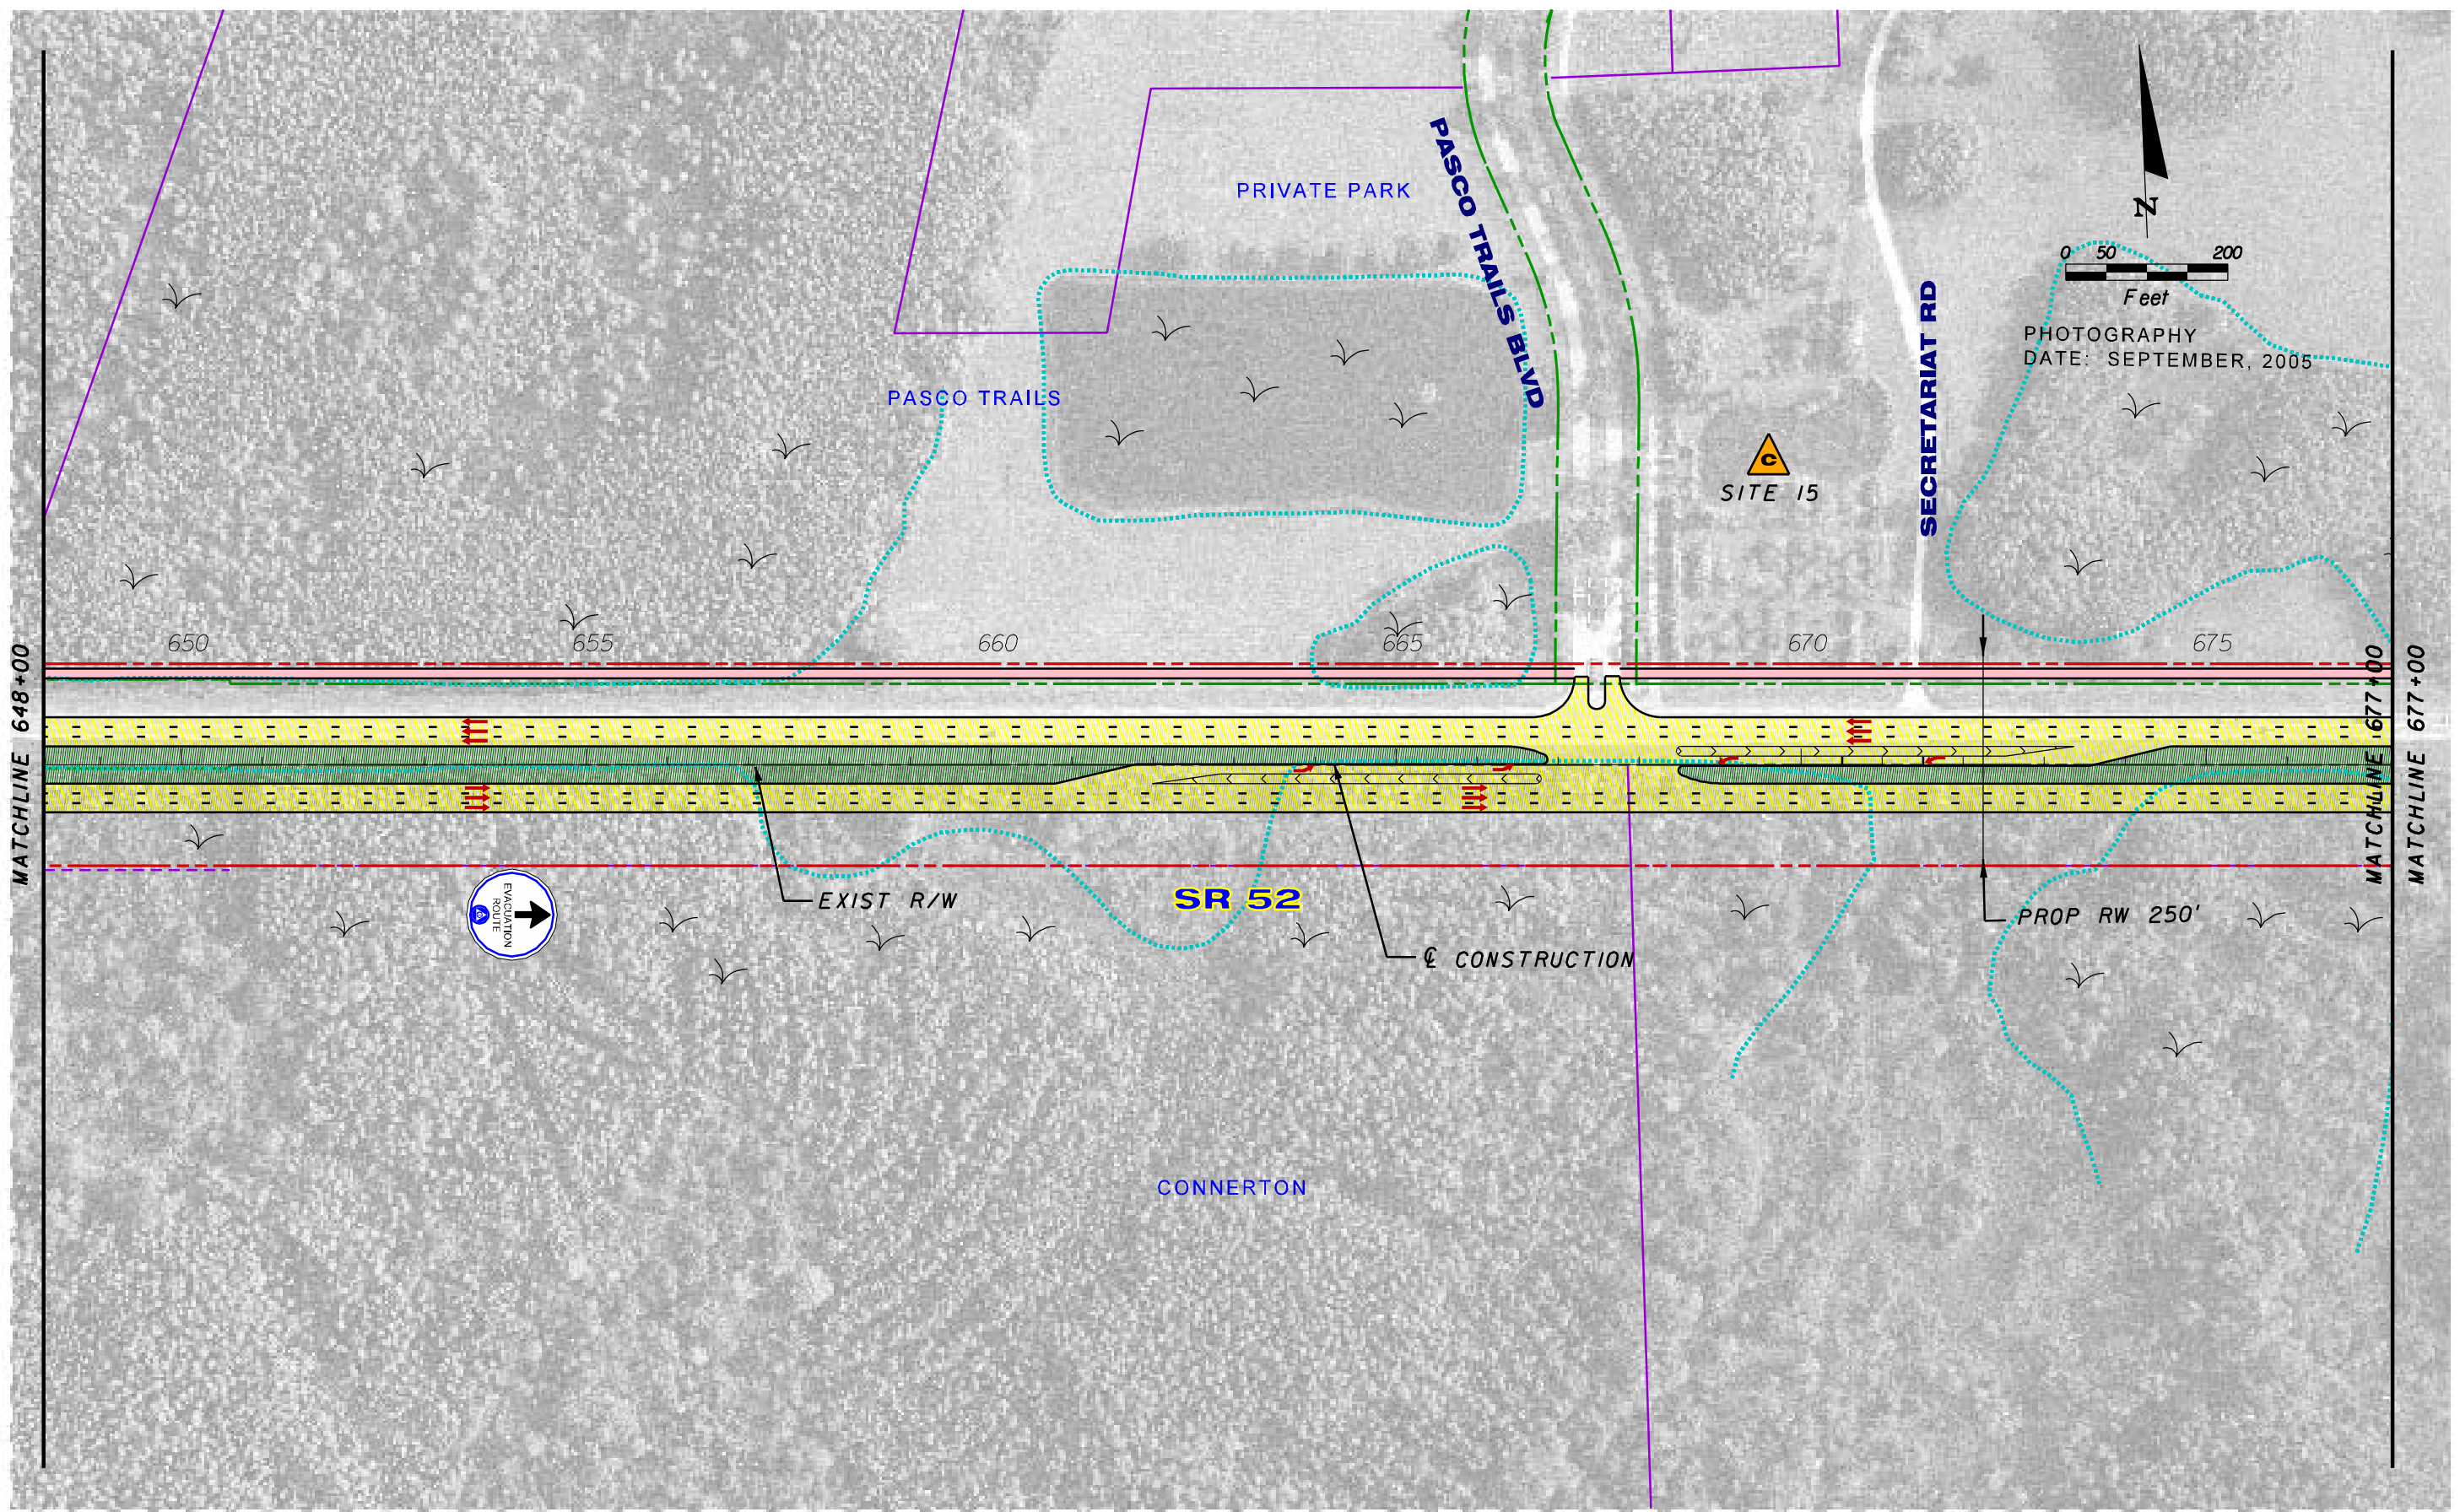 PRIVATE PARK
PASCO TRAILS BLVD
N
0 50 200
Feet
PHOTOGRAPHY
DATE: SEPTEMBER, 2005
SECRETARIAT RD
PASCO TRAILS
C
SITE 15
650 655 660 665 670 675
MATCHLINE 648+00
MATCHLINE 677+00
MATCHLINE 677+00
EVACUATION
ROUTE
EXIST R/W
SR 52
℄ CONSTRUCTION
PROP RW 250'
CONNERTON